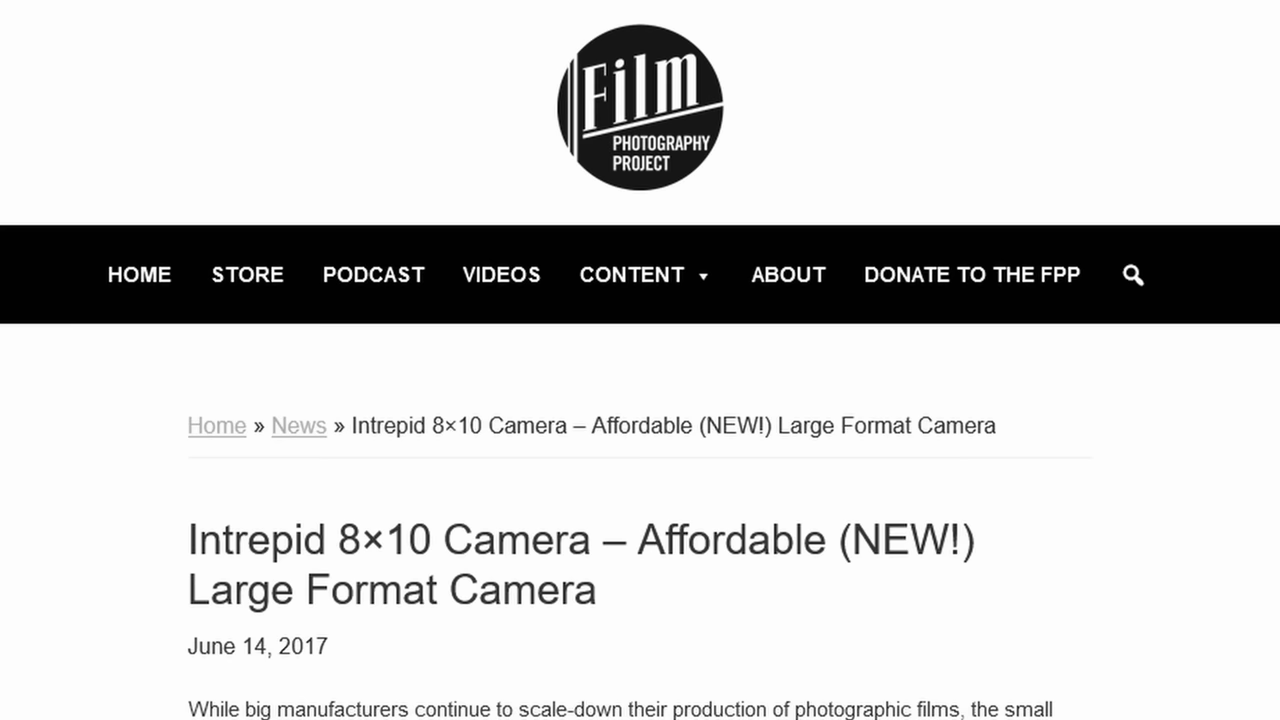 Film
PHOTOGRAPHY
PROJECT
HOME STORE PODCAST VIDEOS CONTENT ABOUT DONATE TO THE FPP
Home » News » Intrepid 8×10 Camera – Affordable (NEW!) Large Format Camera
Intrepid 8×10 Camera – Affordable (NEW!)
Large Format Camera
June 14, 2017
While big manufacturers continue to scale-down their production of photographic films, the small